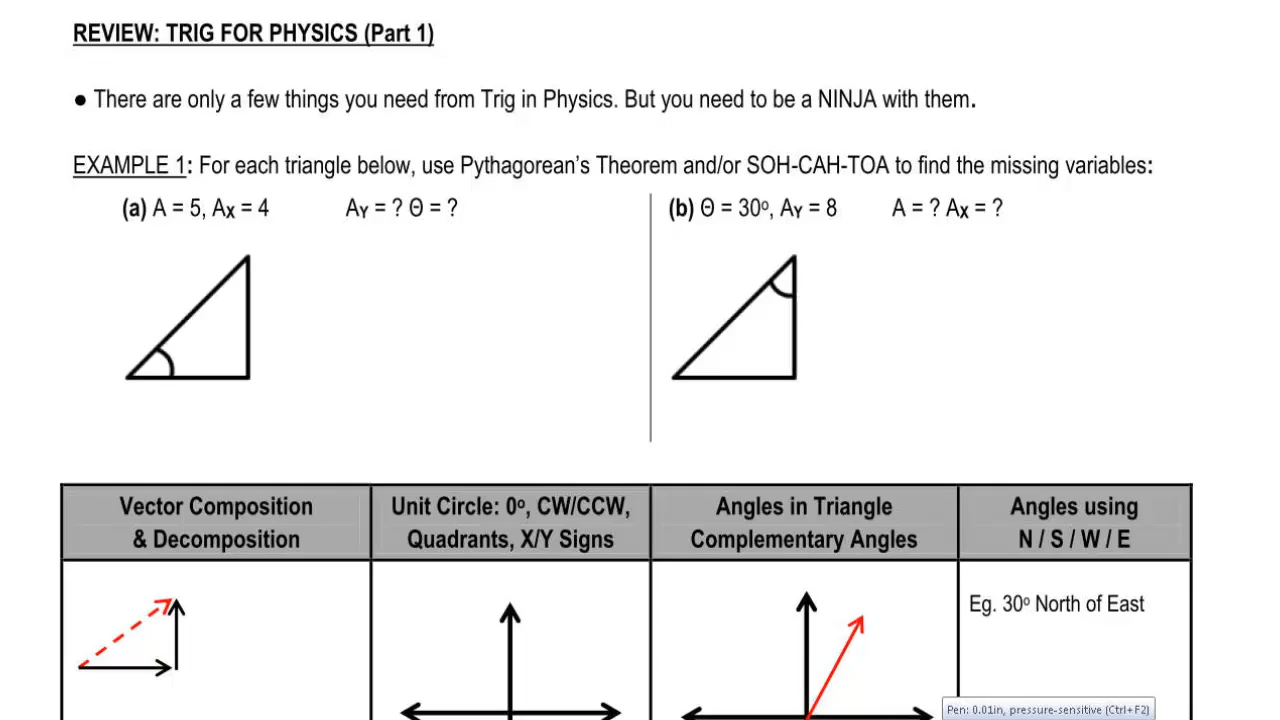 REVIEW: TRIG FOR PHYSICS (Part 1)
● There are only a few things you need from Trig in Physics. But you need to be a NINJA with them.
EXAMPLE 1: For each triangle below, use Pythagorean's Theorem and/or SOH-CAH-TOA to find the missing variables:
(a) A = 5, Ax = 4 Aʏ = ? Θ = ?
(b) Θ = 30º, Aʏ = 8 A = ? Ax = ?
Vector Composition
& Decomposition
Unit Circle: 0º, CW/CCW,
Quadrants, X/Y Signs
Angles in Triangle
Complementary Angles
Angles using
N / S / W / E
Eg. 30º North of East
Pen: 0.01in, pressure-sensitive (Ctrl+F2)